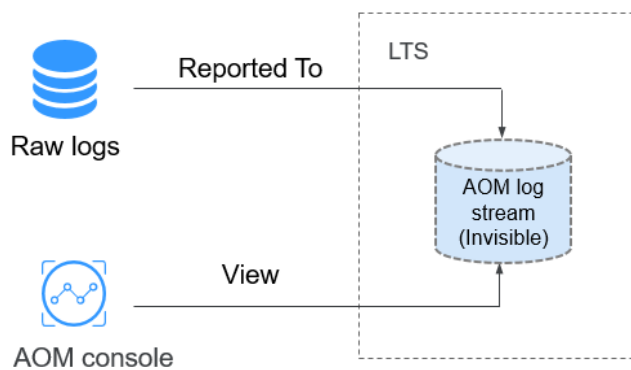 Reported To
LTS
Raw logs
AOM log
stream
(Invisible)
View
AOM console